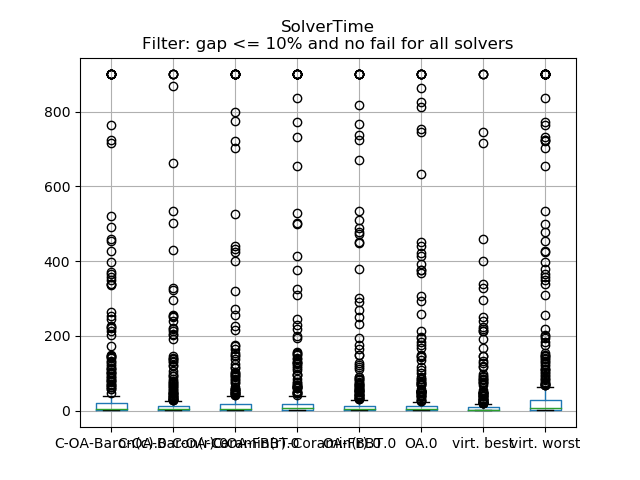 SolverTime
Filter: gap <= 10% and no fail for all solvers
800
600
400
200
0
OA.0 virt. best virt. worst